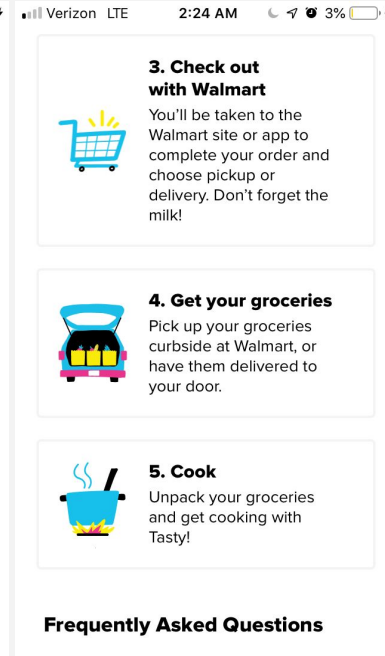 Verizon LTE 2:24 AM 3%
3. Check out
with Walmart
You’ll be taken to the
Walmart site or app to
complete your order and
choose pickup or
delivery. Don’t forget the
milk!
4. Get your groceries
Pick up your groceries
curbside at Walmart, or
have them delivered to
your door.
5. Cook
Unpack your groceries
and get cooking with
Tasty!
Frequently Asked Questions